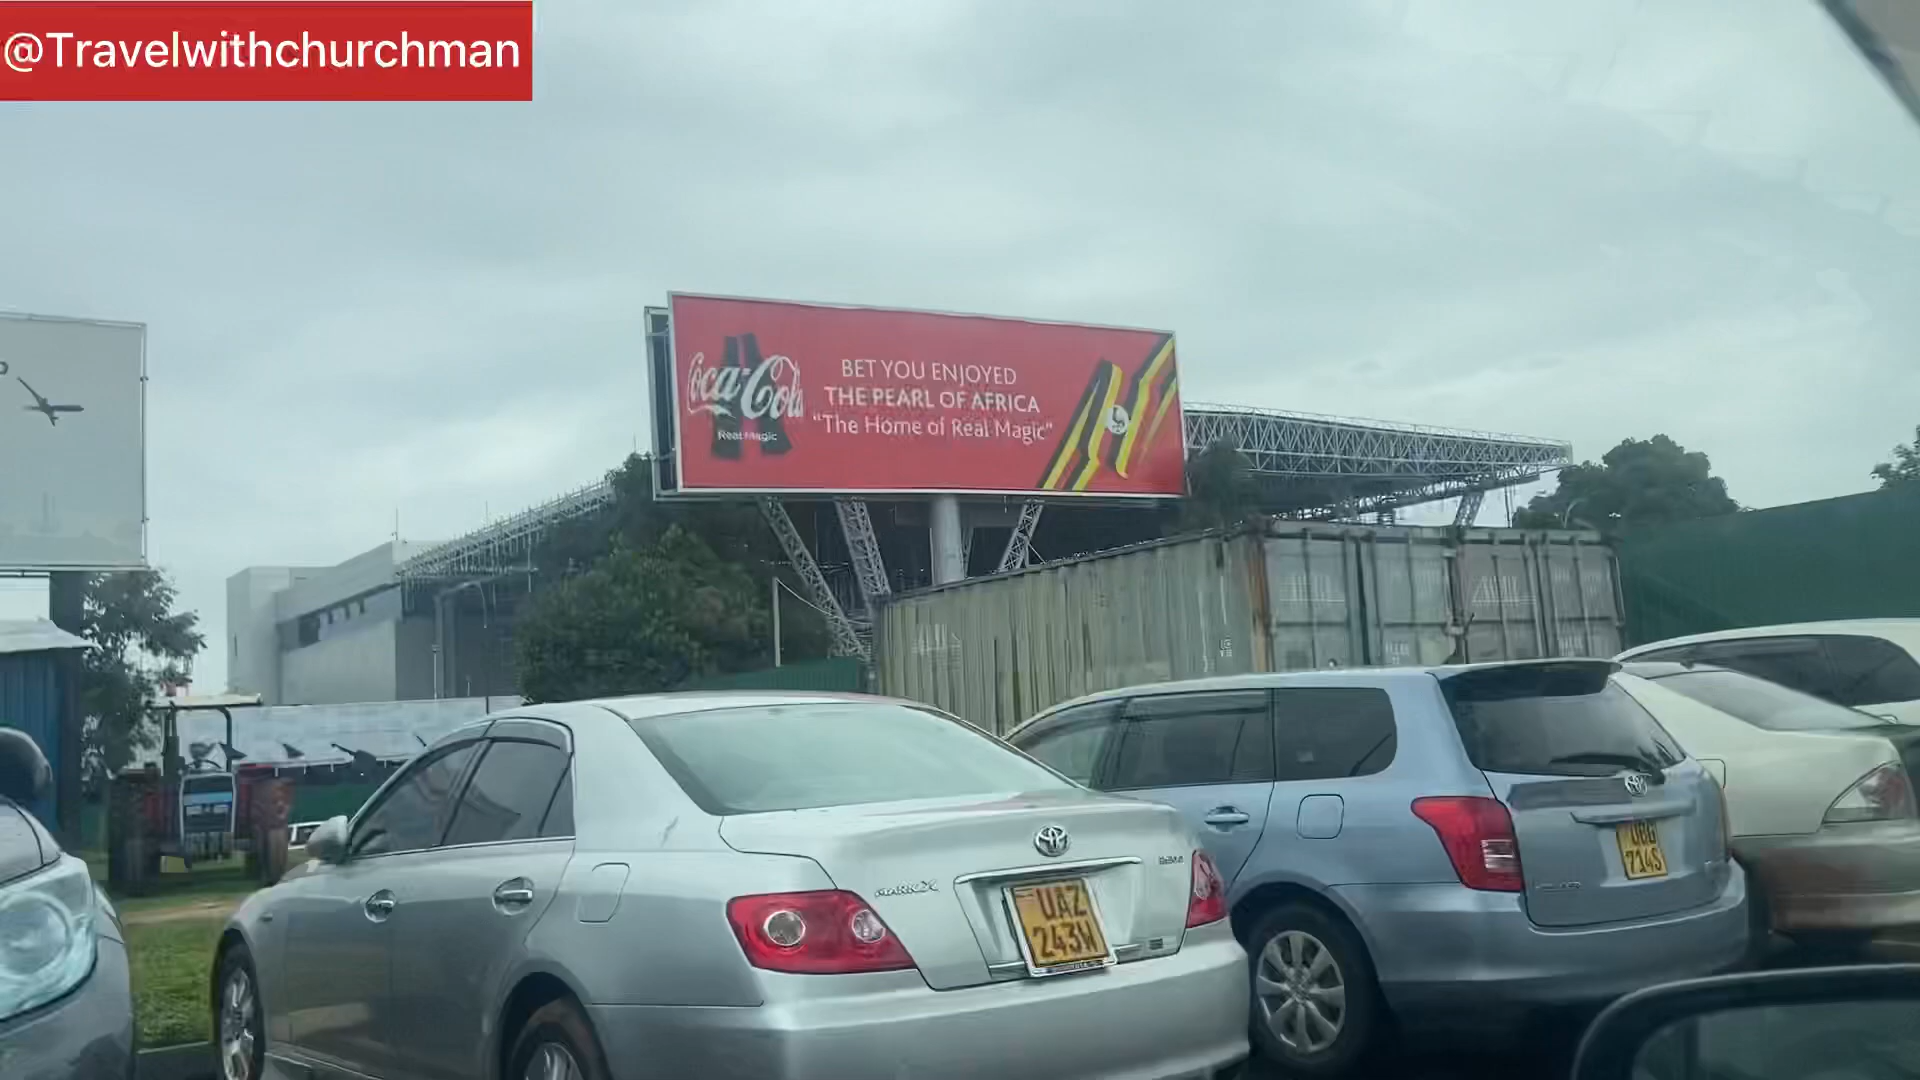 @Travelwithchurchman
Coca-Cola
Real Magic
BET YOU ENJOYED
THE PEARL OF AFRICA
"The Home of Real Magic"
MARK X
UAZ
243W
UBG
714S